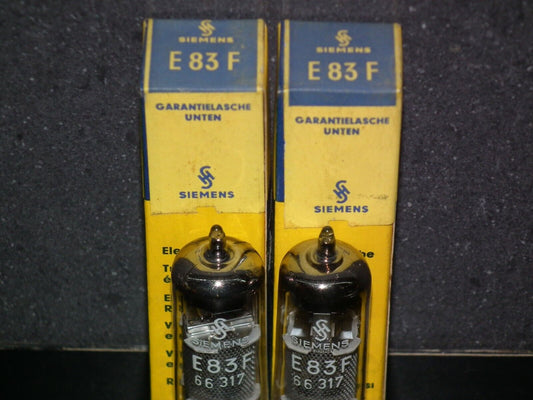 SIEMENS
E 83 F
GARANTIELASCHE
UNTEN
SIEMENS
SIEMENS
E83F
66 317
SIEMENS
E 83 F
GARANTIELASCHE
UNTEN
SIEMENS
SIEMENS
E83F
66 317